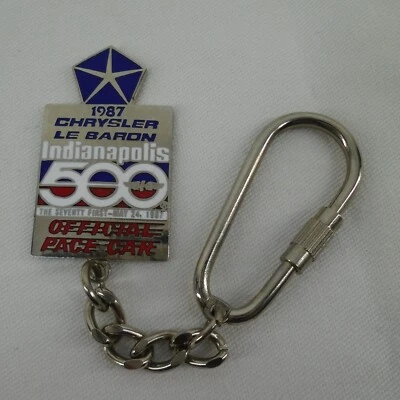 1987
CHRYSLER
LE BARON
Indianapolis
500
THE SEVENTY FIRST-MAY 24, 1987
OFFICIAL
PACE CAR